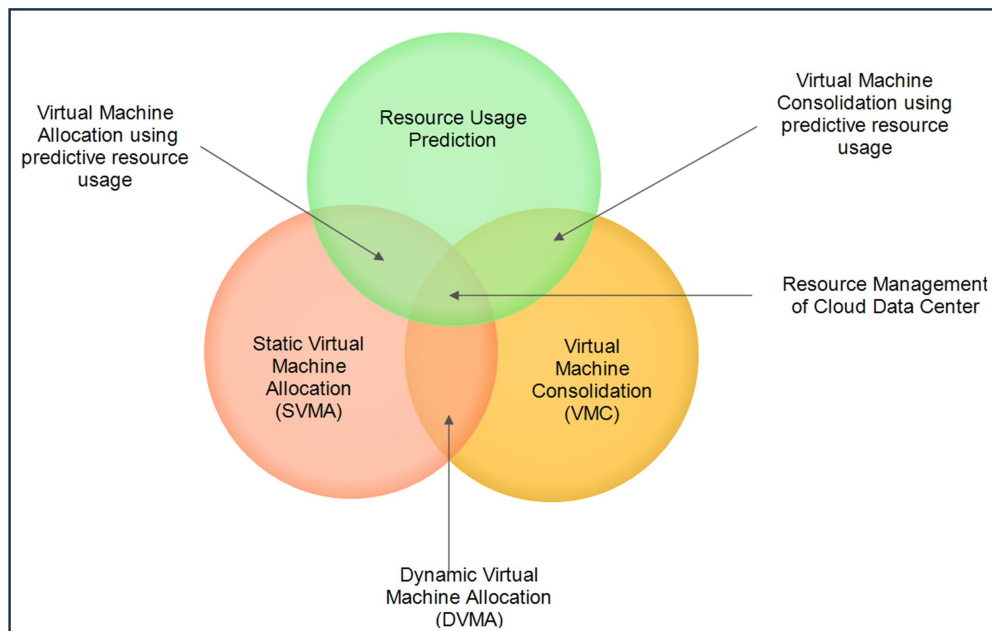 Virtual Machine
Allocation using
predictive resource
usage
Resource Usage
Prediction
Virtual Machine
Consolidation using
predictive resource
usage
Resource Management
of Cloud Data Center
Static Virtual
Machine
Allocation
(SVMA)
Virtual
Machine
Consolidation
(VMC)
Dynamic Virtual
Machine Allocation
(DVMA)